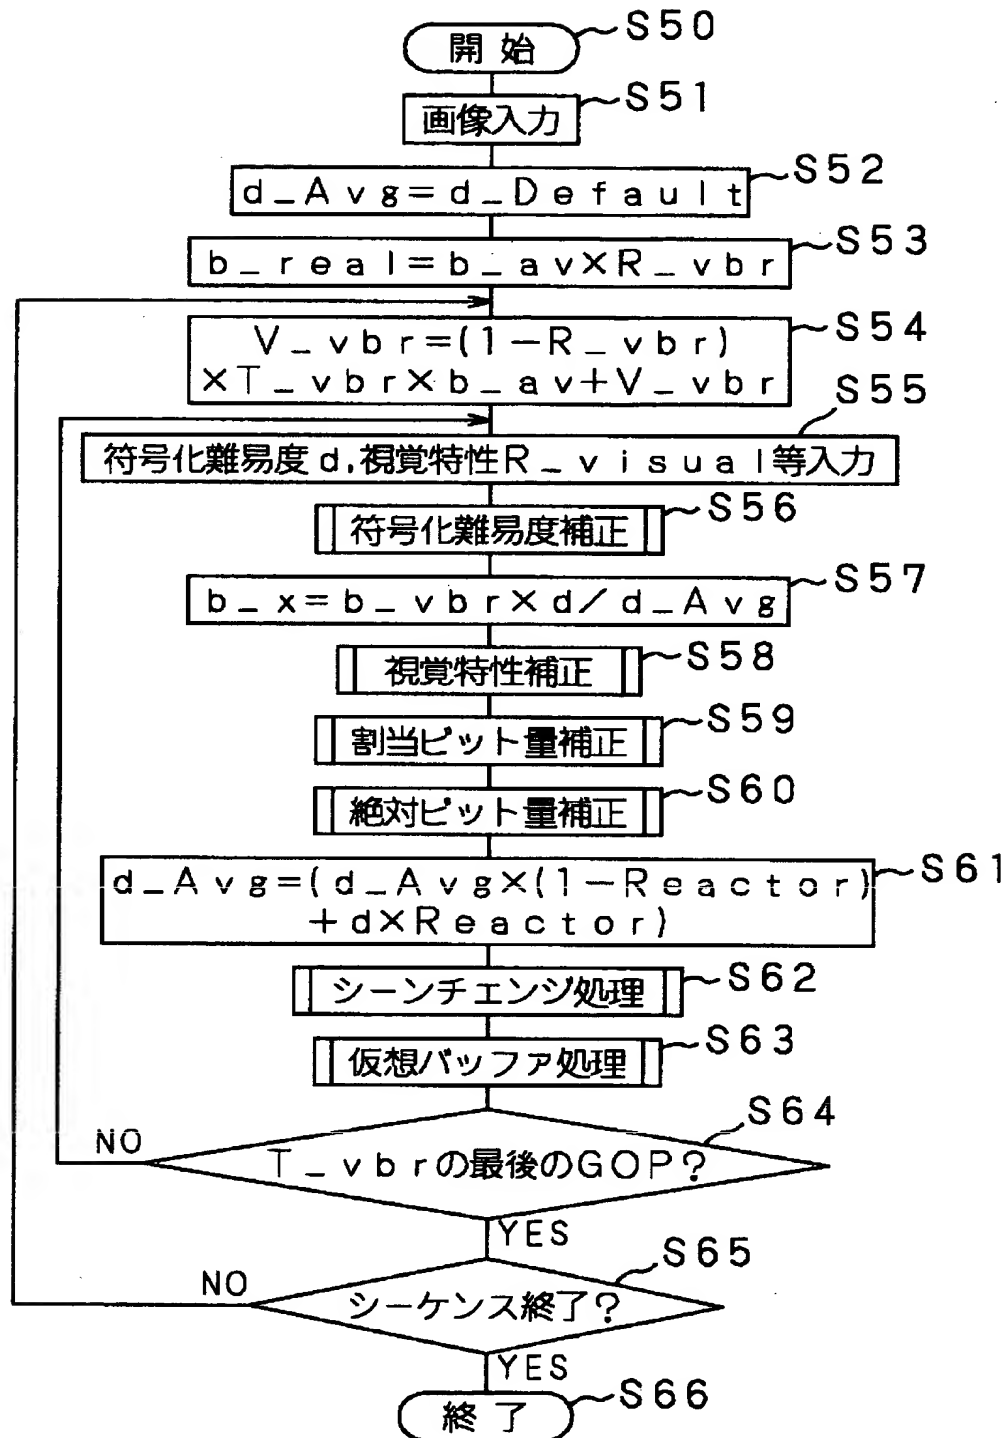 開始
S50
画像入力
S51
d_Avg=d_Default
S52
b_real=b_av×R_vbr
S53
V_vbr=(1-R_vbr)
×T_vbr×b_av+V_vbr
S54
符号化難易度d,視覚特性R_visual等入力
S55
符号化難易度補正
S56
b_x=b_vbr×d/d_Avg
S57
視覚特性補正
S58
割当ビット量補正
S59
絶対ビット量補正
S60
d_Avg=(d_Avg×(1-Reactor)
+d×Reactor)
S61
シーンチェンジ処理
S62
仮想バッファ処理
S63
T_vbrの最後のGOP?
S64
NO
YES
シーケンス終了?
S65
NO
YES
終了
S66